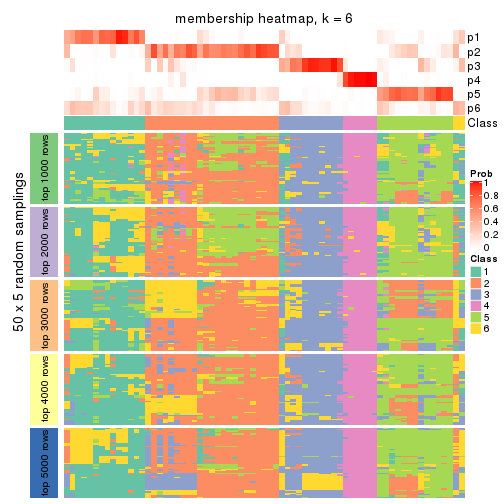 membership heatmap, k = 6
p1
p2
p3
p4
p5
p6
Class
50 x 5 random samplings
top 1000 rows
top 2000 rows
top 3000 rows
top 4000 rows
top 5000 rows
Prob
1
0.8
0.6
0.4
0.2
0
Class
1
2
3
4
5
6